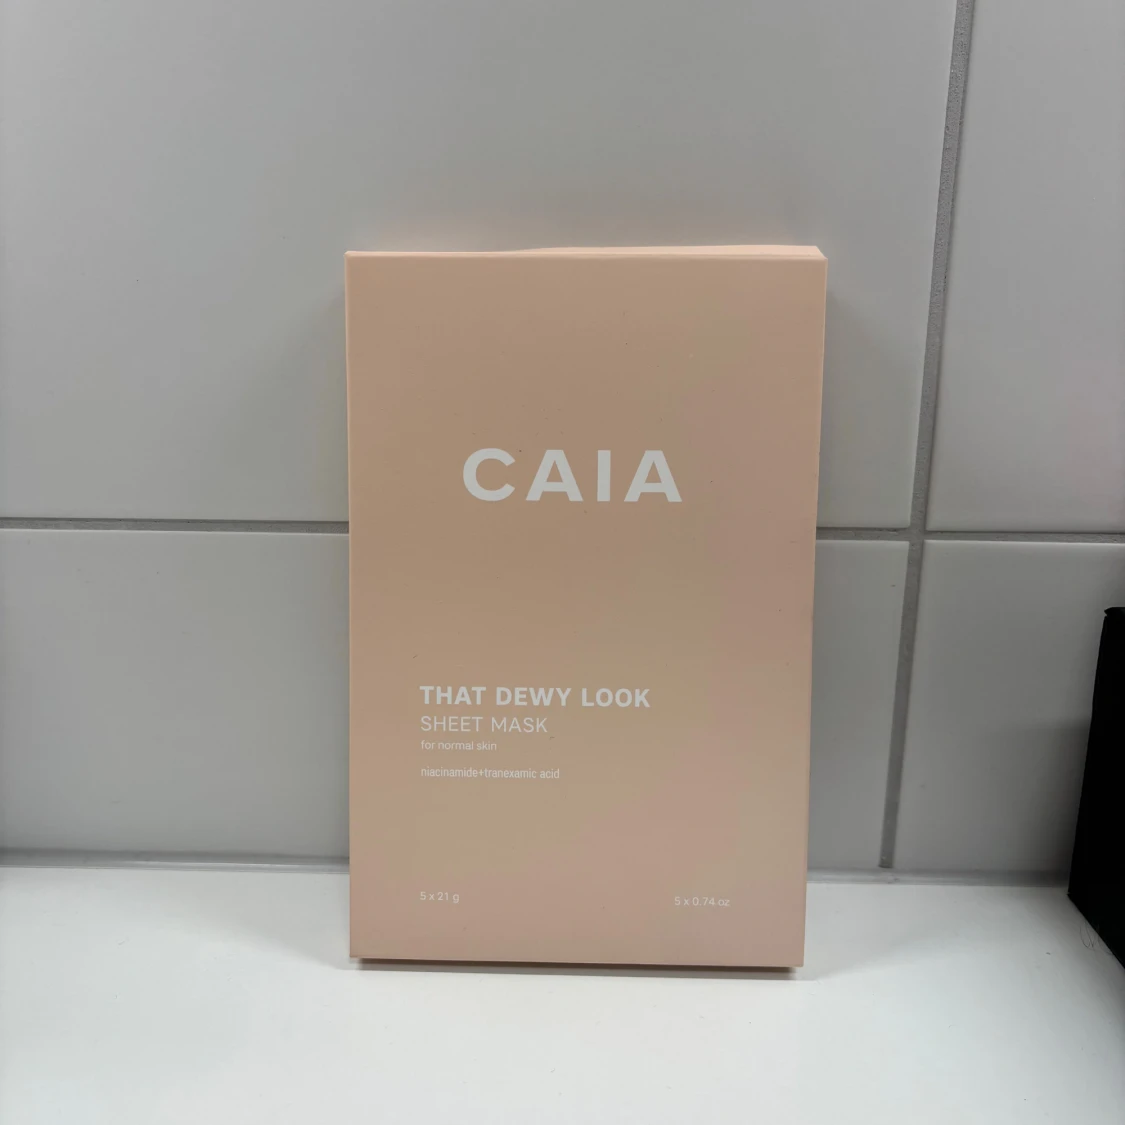 CAIA
THAT DEWY LOOK
SHEET MASK
for normal skin
niacinamide+tranexamic acid
5 x 21 g
5 x 0.74 oz